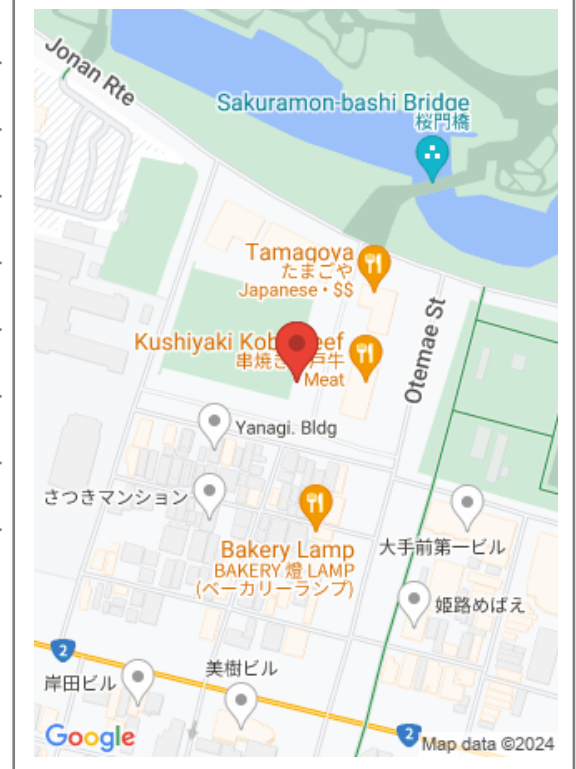 Jonan Rte
Sakuramon-bashi Bridge
桜門橋
Tamagoya
たまごや
Japanese • $$
Otemae St
Kushiyaki Kob eef
串焼き 戸牛
Meat
Yanagi. Bldg
さつきマンション
Bakery Lamp
BAKERY 燈 LAMP
(ベーカリーランプ)
大手前第一ビル
姫路めばえ
2
岸田ビル
美樹ビル
2
Google
Map data ©2024